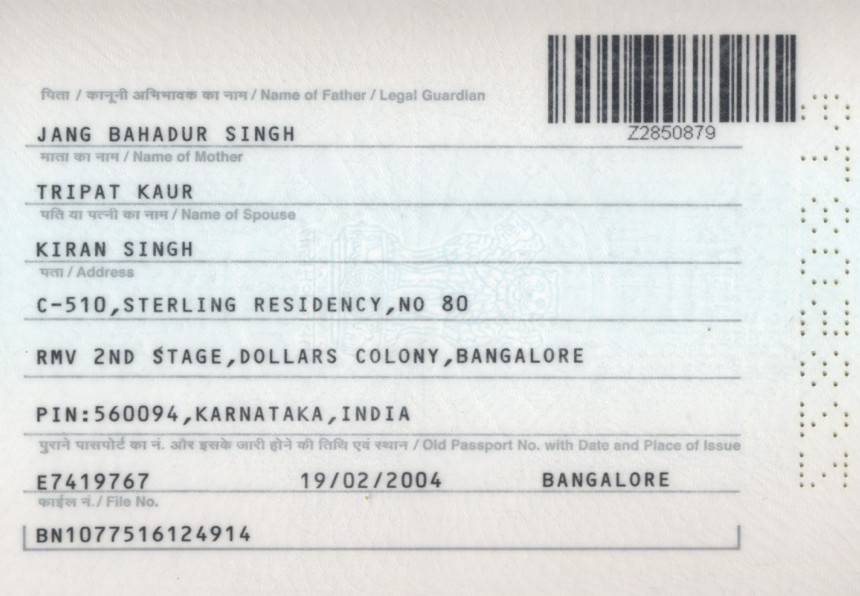 पिता / कानूनी अभिभावक का नाम / Name of Father / Legal Guardian
JANG BAHADUR SINGH
Z2850879
माता का नाम / Name of Mother
TRIPAT KAUR
पति या पत्नी का नाम / Name of Spouse
KIRAN SINGH
पता / Address
C-510,STERLING RESIDENCY,NO 80
RMV 2ND STAGE,DOLLARS COLONY,BANGALORE
PIN:560094,KARNATAKA,INDIA
पुराने पासपोर्ट का नं. और इसके जारी होने की तिथि एवं स्थान / Old Passport No. with Date and Place of Issue
E7419767 19/02/2004 BANGALORE
फाईल नं./ File No.
BN1077516124914